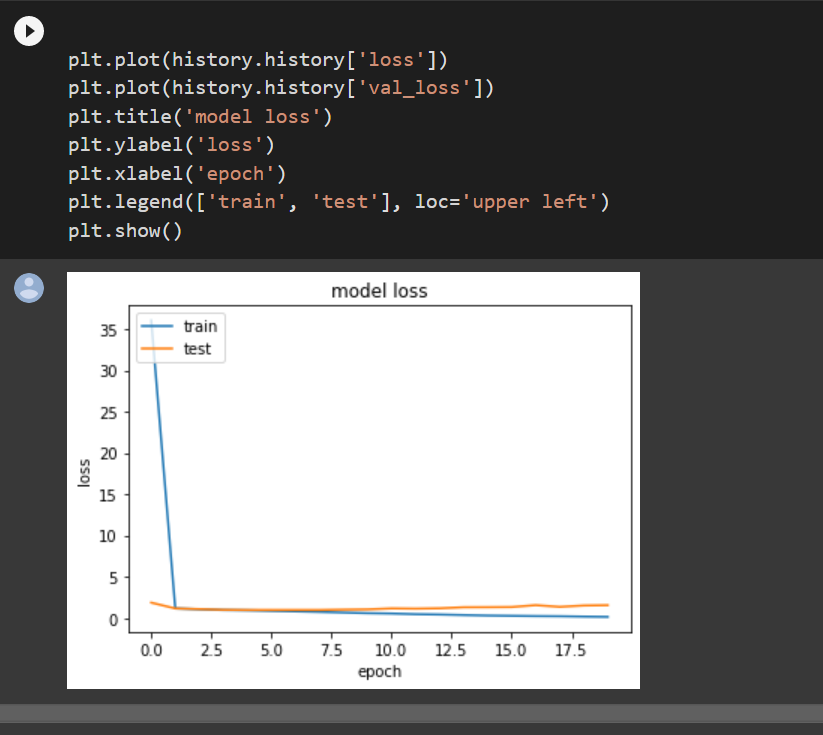 plt.plot(history.history['loss'])
plt.plot(history.history['val_loss'])
plt.title('model loss')
plt.ylabel('loss')
plt.xlabel('epoch')
plt.legend(['train', 'test'], loc='upper left')
plt.show()
model loss
train
test
35
30
25
20
15
10
5
0
loss
0.0 2.5 5.0 7.5 10.0 12.5 15.0 17.5
epoch